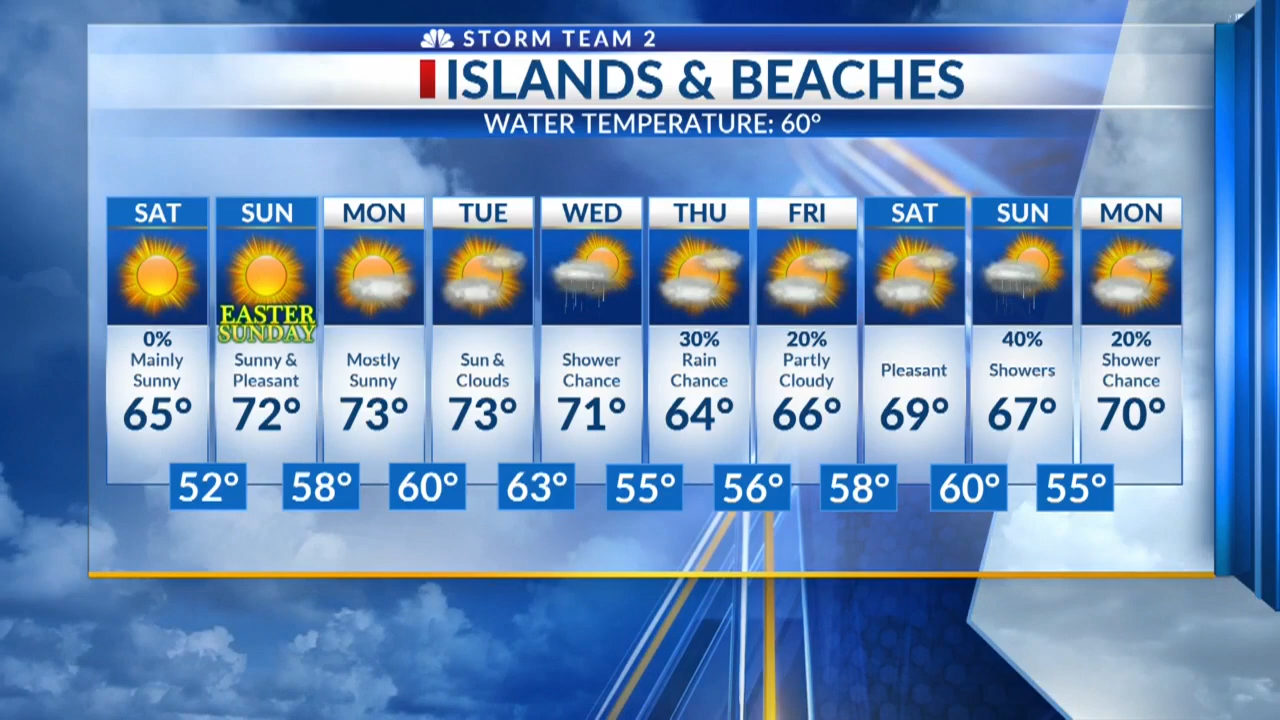 STORM TEAM 2
ISLANDS & BEACHES
WATER TEMPERATURE: 60°
SAT
SUN
MON
TUE
WED
THU
FRI
SAT
SUN
MON
EASTER
SUNDAY
0%
Mainly
Sunny
65°
Sunny &
Pleasant
72°
Mostly
Sunny
73°
Sun &
Clouds
73°
Shower
Chance
71°
30%
Rain
Chance
64°
20%
Partly
Cloudy
66°
Pleasant
69°
40%
Showers
67°
20%
Shower
Chance
70°
52°
58°
60°
63°
55°
56°
58°
60°
55°